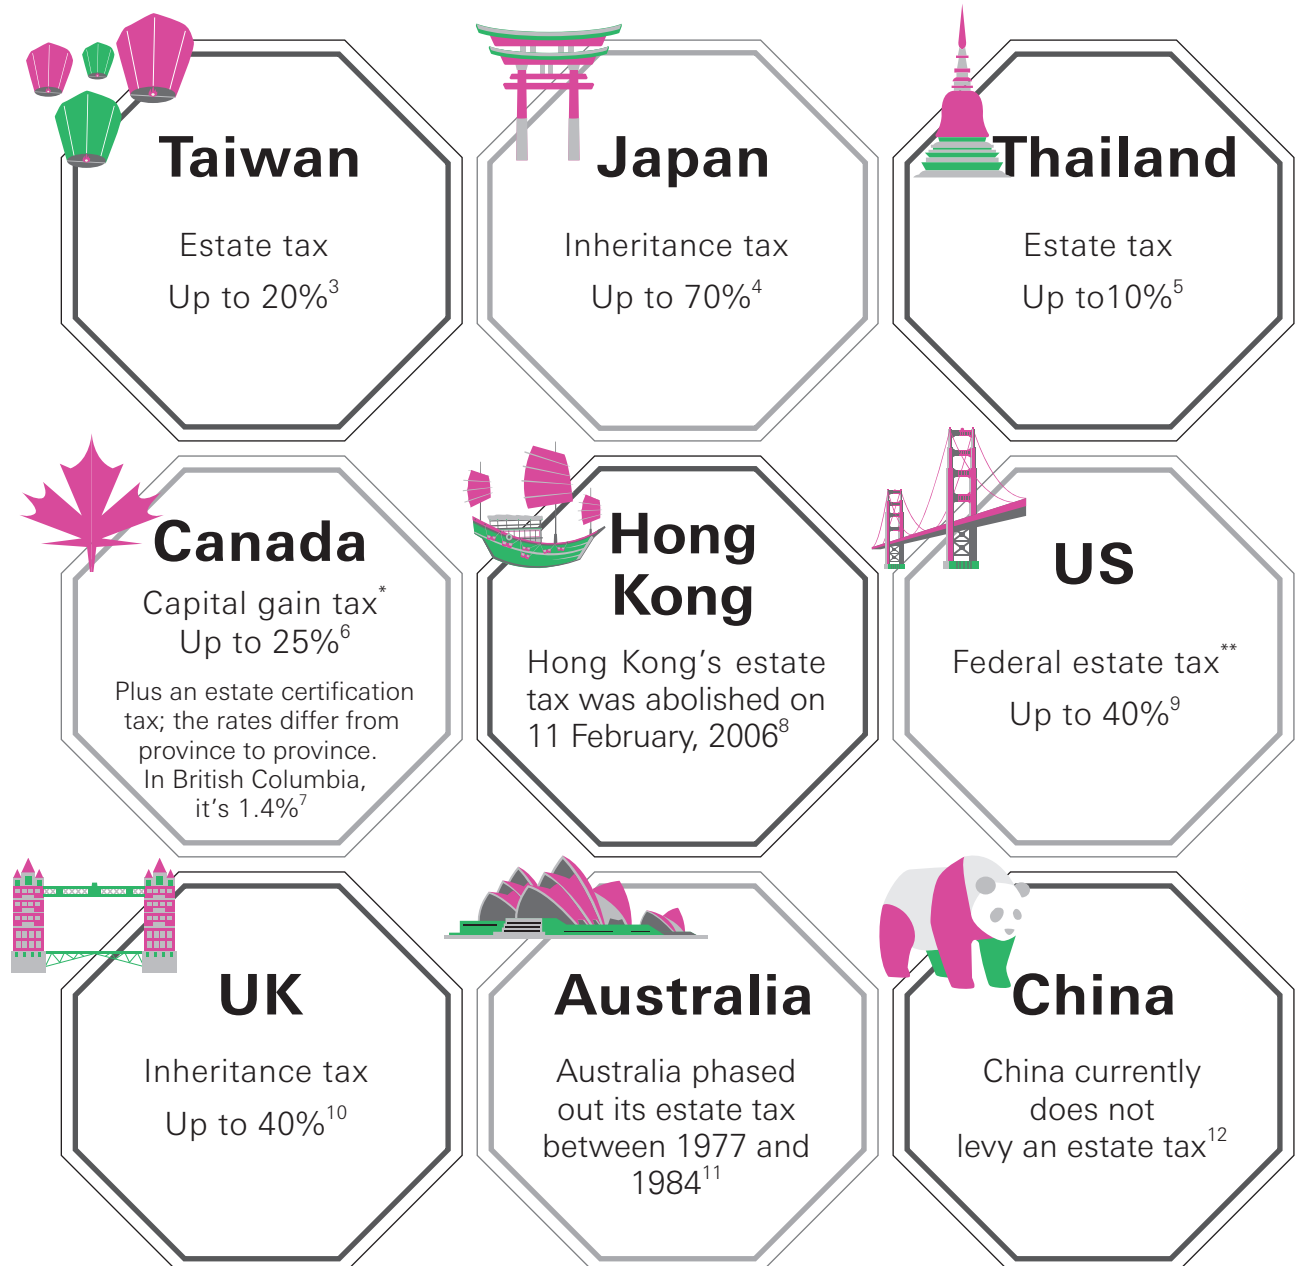 Taiwan
Estate tax
Up to 20%3
Japan
Inheritance tax
Up to 70%4
Thailand
Estate tax
Up to10%5
Canada
Capital gain tax*
Up to 25%6
Plus an estate certification
tax; the rates differ from
province to province.
In British Columbia,
it's 1.4%7
Hong
Kong
Hong Kong's estate
tax was abolished on
11 February, 20068
US
Federal estate tax**
Up to 40%9
UK
Inheritance tax
Up to 40%10
Australia
Australia phased
out its estate tax
between 1977 and
198411
China
China currently
does not
levy an estate tax12